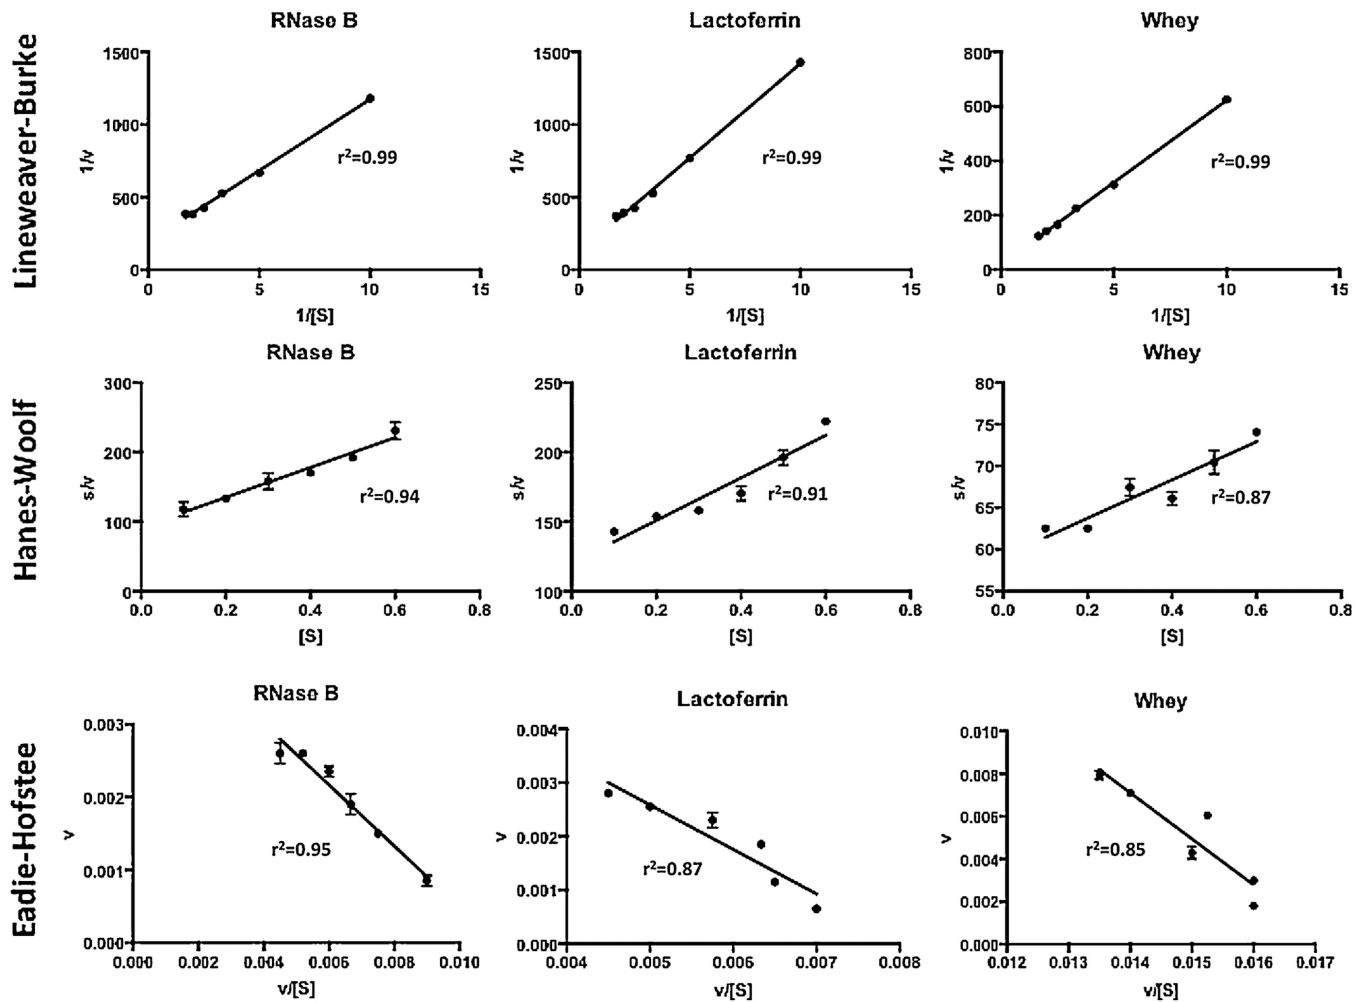 Lineweaver-Burke
RNase B
1/v
1500
1000
500
0
0 5 10 15
1/[S]
r²=0.99
Lactoferrin
1/v
1500
1000
500
0
0 5 10 15
1/[S]
r²=0.99
Whey
1/v
800
600
400
200
0
0 5 10 15
1/[S]
r²=0.99
Hanes-Woolf
RNase B
s/v
300
200
100
0
0.0 0.2 0.4 0.6 0.8
[S]
r²=0.94
Lactoferrin
s/v
250
200
150
100
0.0 0.2 0.4 0.6 0.8
[S]
r²=0.91
Whey
s/v
80
75
70
65
60
55
0.0 0.2 0.4 0.6 0.8
[S]
r²=0.87
Eadie-Hofstee
RNase B
v
0.003
0.002
0.001
0.000
0.000 0.002 0.004 0.006 0.008 0.010
v/[S]
r²=0.95
Lactoferrin
v
0.004
0.003
0.002
0.001
0.000
0.004 0.005 0.006 0.007 0.008
v/[S]
r²=0.87
Whey
v
0.010
0.008
0.006
0.004
0.002
0.000
0.012 0.013 0.014 0.015 0.016 0.017
v/[S]
r²=0.85